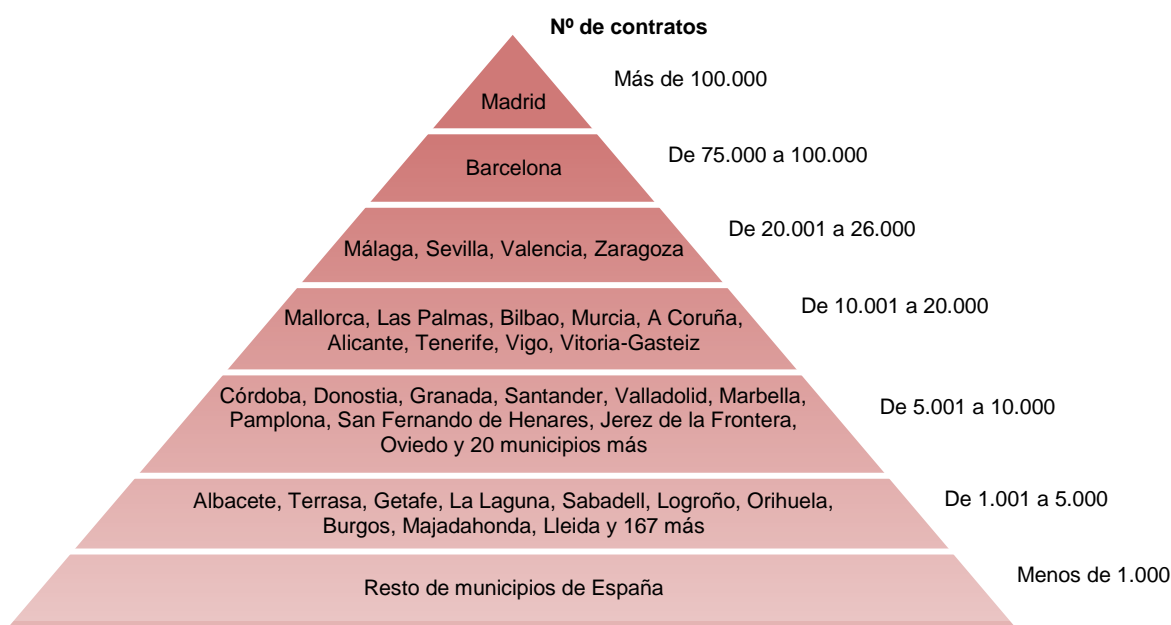 Nº de contratos
Más de 100.000
Madrid
De 75.000 a 100.000
Barcelona
De 20.001 a 26.000
Málaga, Sevilla, Valencia, Zaragoza
De 10.001 a 20.000
Mallorca, Las Palmas, Bilbao, Murcia, A Coruña,
Alicante, Tenerife, Vigo, Vitoria-Gasteiz
De 5.001 a 10.000
Córdoba, Donostia, Granada, Santander, Valladolid, Marbella,
Pamplona, San Fernando de Henares, Jerez de la Frontera,
Oviedo y 20 municipios más
De 1.001 a 5.000
Albacete, Terrasa, Getafe, La Laguna, Sabadell, Logroño, Orihuela,
Burgos, Majadahonda, Lleida y 167 más
Menos de 1.000
Resto de municipios de España